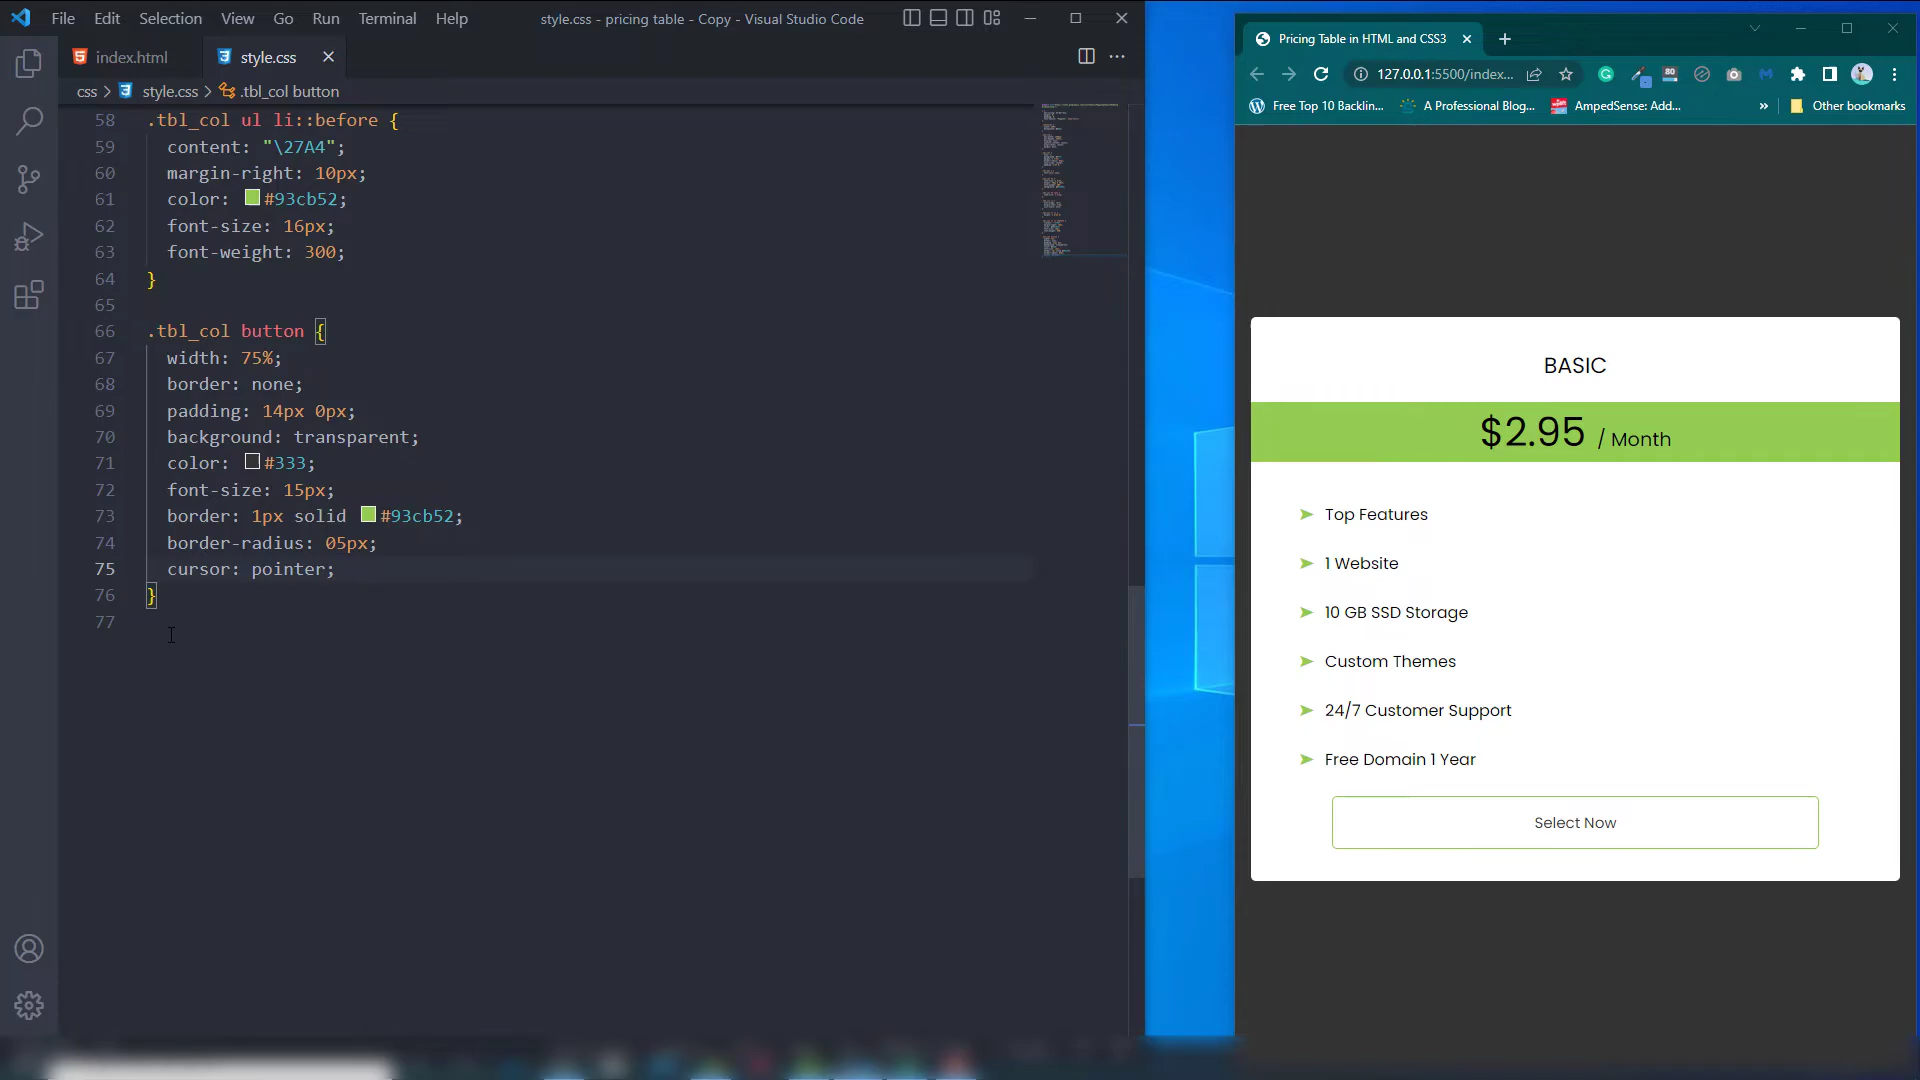 File Edit Selection View Go Run Terminal Help
style.css - pricing table - Copy - Visual Studio Code
index.html
style.css
css > style.css > .tbl_col button
58 .tbl_col ul li::before {
59 content: "\27A4";
60 margin-right: 10px;
61 color: #93cb52;
62 font-size: 16px;
63 font-weight: 300;
64 }
65
66 .tbl_col button {
67 width: 75%;
68 border: none;
69 padding: 14px 0px;
70 background: transparent;
71 color: #333;
72 font-size: 15px;
73 border: 1px solid #93cb52;
74 border-radius: 05px;
75 cursor: pointer;
76 }
77
Pricing Table in HTML and CSS3
127.0.0.1:5500/index...
80
Free Top 10 Backlin...
A Professional Blog...
AmpedSense: Add...
»
Other bookmarks
BASIC
$2.95 / Month
➤ Top Features
➤ 1 Website
➤ 10 GB SSD Storage
➤ Custom Themes
➤ 24/7 Customer Support
➤ Free Domain 1 Year
Select Now